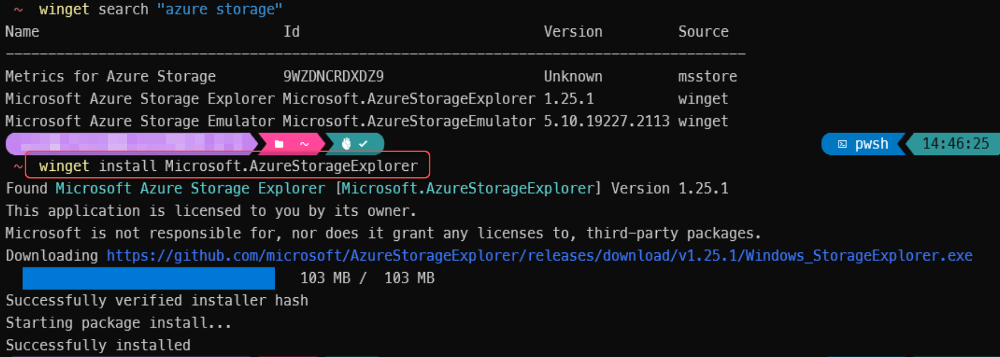 ~ winget search "azure storage"
Name Id Version Source
----------------------------------------------------------------------------------------
Metrics for Azure Storage 9WZDNCRDXDZ9 Unknown msstore
Microsoft Azure Storage Explorer Microsoft.AzureStorageExplorer 1.25.1 winget
Microsoft Azure Storage Emulator Microsoft.AzureStorageEmulator 5.10.19227.2113 winget
~ pwsh 14:46:25
~ winget install Microsoft.AzureStorageExplorer
Found Microsoft Azure Storage Explorer [Microsoft.AzureStorageExplorer] Version 1.25.1
This application is licensed to you by its owner.
Microsoft is not responsible for, nor does it grant any licenses to, third-party packages.
Downloading https://github.com/microsoft/AzureStorageExplorer/releases/download/v1.25.1/Windows_StorageExplorer.exe
103 MB / 103 MB
Successfully verified installer hash
Starting package install...
Successfully installed